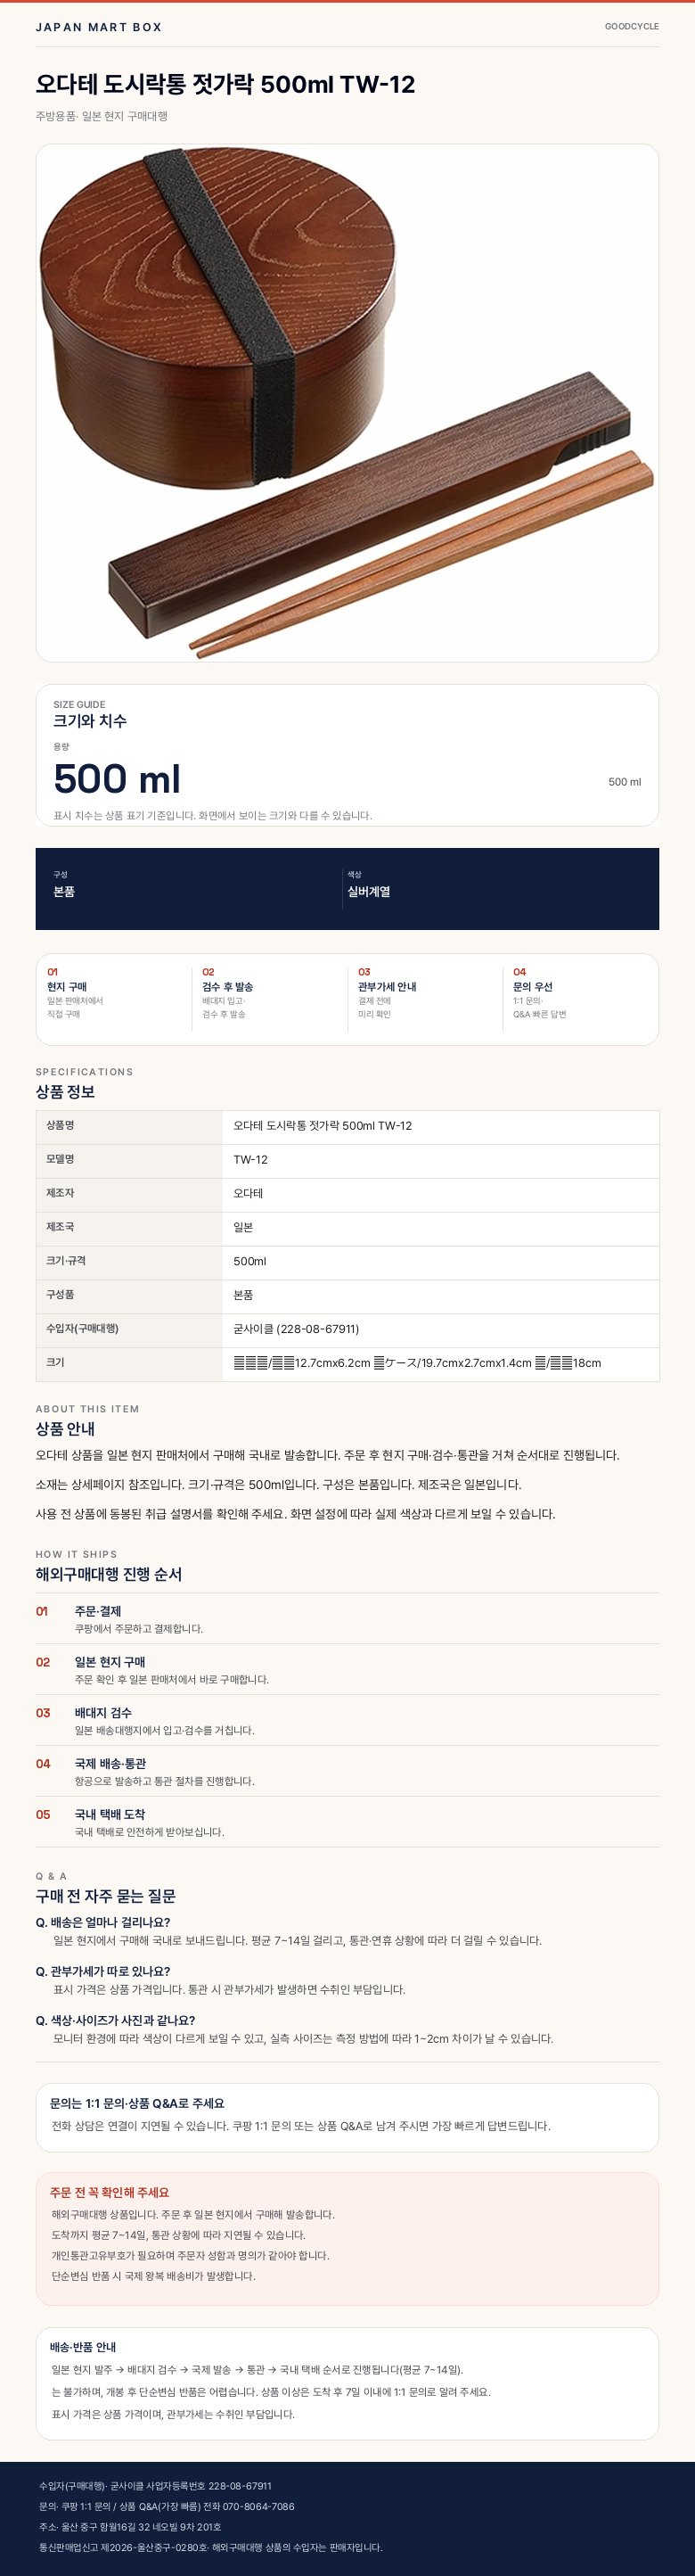 JAPAN MART BOX
GOODCYCLE
오다테 도시락통 젓가락 500ml TW-12
주방용품· 일본 현지 구매대행
SIZE GUIDE
크기와 치수
용량
500 ml
500 ml
표시 치수는 상품 표기 기준입니다. 화면에서 보이는 크기와 다를 수 있습니다.
구성
본품
색상
실버계열
01
현지 구매
일본 판매처에서
직접 구매
02
검수 후 발송
배대지 입고·
검수 후 발송
03
관부가세 안내
결제 전에
미리 확인
04
문의 우선
1:1 문의·
Q&A 빠른 답변
SPECIFICATIONS
상품 정보
상품명 오다테 도시락통 젓가락 500ml TW-12
모델명 TW-12
제조자 오다테
제조국 일본
크기·규격 500ml
구성품 본품
수입자(구매대행) 굳사이클 (228-08-67911)
크기 /12.7cmx6.2cm ケース/19.7cmx2.7cmx1.4cm /18cm
ABOUT THIS ITEM
상품 안내
오다테 상품을 일본 현지 판매처에서 구매해 국내로 발송합니다. 주문 후 현지 구매·검수·통관을 거쳐 순서대로 진행됩니다.
소재는 상세페이지 참조입니다. 크기·규격은 500ml입니다. 구성은 본품입니다. 제조국은 일본입니다.
사용 전 상품에 동봉된 취급 설명서를 확인해 주세요. 화면 설정에 따라 실제 색상과 다르게 보일 수 있습니다.
HOW IT SHIPS
해외구매대행 진행 순서
01 주문·결제
쿠팡에서 주문하고 결제합니다.
02 일본 현지 구매
주문 확인 후 일본 판매처에서 바로 구매합니다.
03 배대지 검수
일본 배송대행지에서 입고·검수를 거칩니다.
04 국제 배송·통관
항공으로 발송하고 통관 절차를 진행합니다.
05 국내 택배 도착
국내 택배로 안전하게 받아보십니다.
Q & A
구매 전 자주 묻는 질문
Q. 배송은 얼마나 걸리나요?
일본 현지에서 구매해 국내로 보내드립니다. 평균 7~14일 걸리고, 통관·연휴 상황에 따라 더 걸릴 수 있습니다.
Q. 관부가세가 따로 있나요?
표시 가격은 상품 가격입니다. 통관 시 관부가세가 발생하면 수취인 부담입니다.
Q. 색상·사이즈가 사진과 같나요?
모니터 환경에 따라 색상이 다르게 보일 수 있고, 실측 사이즈는 측정 방법에 따라 1~2cm 차이가 날 수 있습니다.
문의는 1:1 문의·상품 Q&A로 주세요
전화 상담은 연결이 지연될 수 있습니다. 쿠팡 1:1 문의 또는 상품 Q&A로 남겨 주시면 가장 빠르게 답변드립니다.
주문 전 꼭 확인해 주세요
해외구매대행 상품입니다. 주문 후 일본 현지에서 구매해 발송합니다.
도착까지 평균 7~14일, 통관 상황에 따라 지연될 수 있습니다.
개인통관고유부호가 필요하며 주문자 성함과 명의가 같아야 합니다.
단순변심 반품 시 국제 왕복 배송비가 발생합니다.
배송·반품 안내
일본 현지 발주 → 배대지 검수 → 국제 발송 → 통관 → 국내 택배 순서로 진행됩니다(평균 7~14일).
는 불가하며, 개봉 후 단순변심 반품은 어렵습니다. 상품 이상은 도착 후 7일 이내에 1:1 문의로 알려 주세요.
표시 가격은 상품 가격이며, 관부가세는 수취인 부담입니다.
수입자(구매대행)· 굳사이클 사업자등록번호 228-08-67911
문의· 쿠팡 1:1 문의 / 상품 Q&A(가장 빠름) 전화 070-8064-7086
주소· 울산 중구 함월16길 32 네오빌 9차 201호
통신판매업신고 제2026-울산중구-0280호· 해외구매대행 상품의 수입자는 판매자입니다.